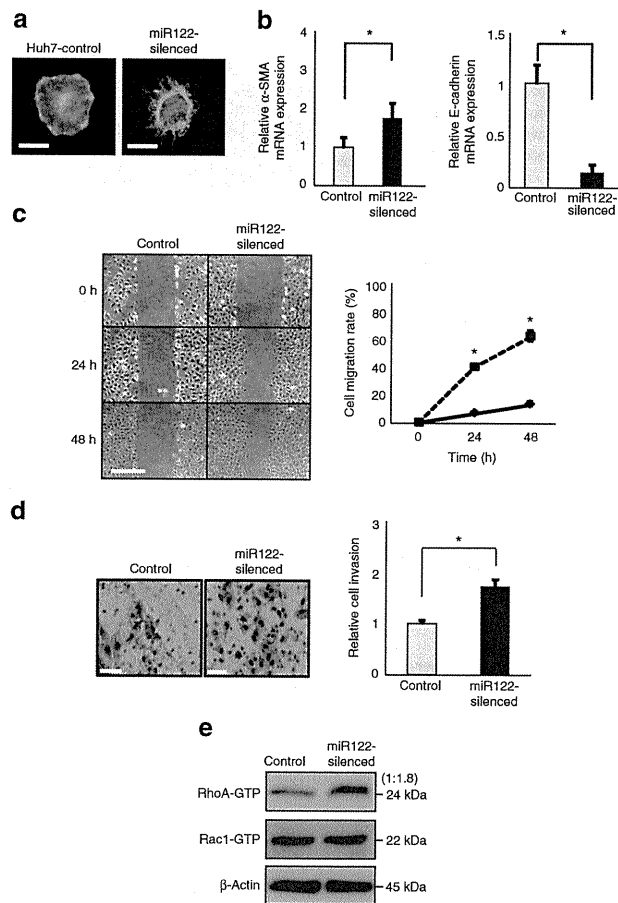 a
Huh7-control
miR122-
silenced
b
Relative α-SMA
mRNA expression
4
3
2
1
0
*
Control
miR122-
silenced
Relative E-cadherin
mRNA expression
1.5
1
0.5
0
*
Control
miR122-
silenced
c
Control
miR122-
silenced
0 h
24 h
48 h
Cell migration rate (%)
100
80
60
40
20
0
*
*
0
24
48
Time (h)
d
Control
miR122-
silenced
Relative cell invasion
3
2
1
0
*
Control
miR122-
silenced
e
Control
miR122-
silenced
(1:1.8)
RhoA-GTP
24 kDa
Rac1-GTP
22 kDa
β-Actin
45 kDa